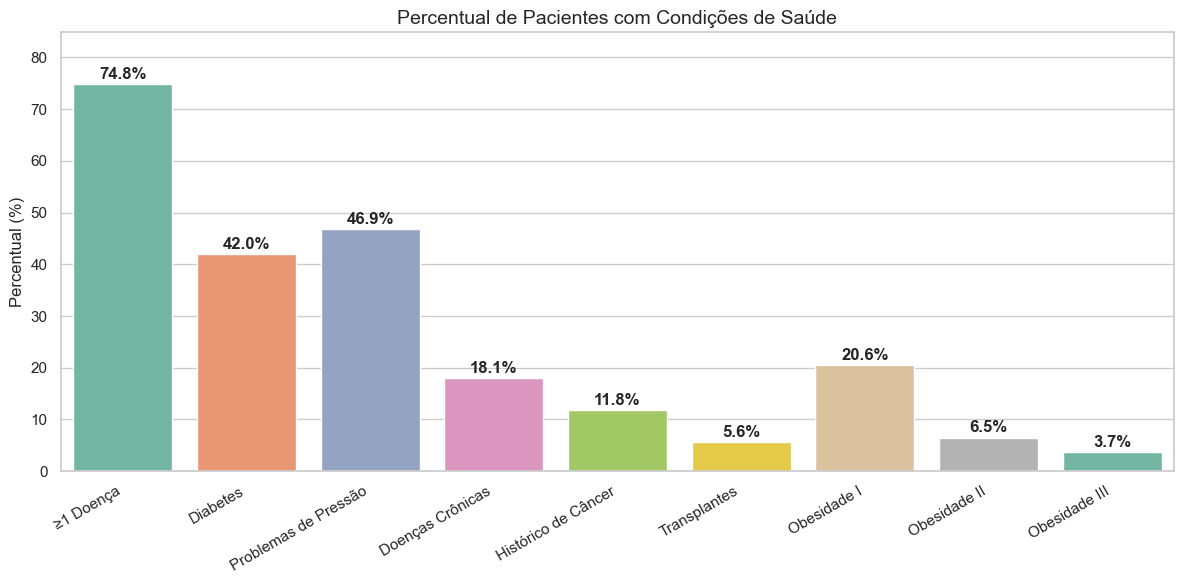 Percentual de Pacientes com Condições de Saúde
Percentual (%)
80
70
60
50
40
30
20
10
0
74.8%
42.0%
46.9%
18.1%
11.8%
5.6%
20.6%
6.5%
3.7%
≥1 Doença
Diabetes
Problemas de Pressão
Doenças Crônicas
Histórico de Câncer
Transplantes
Obesidade I
Obesidade II
Obesidade III